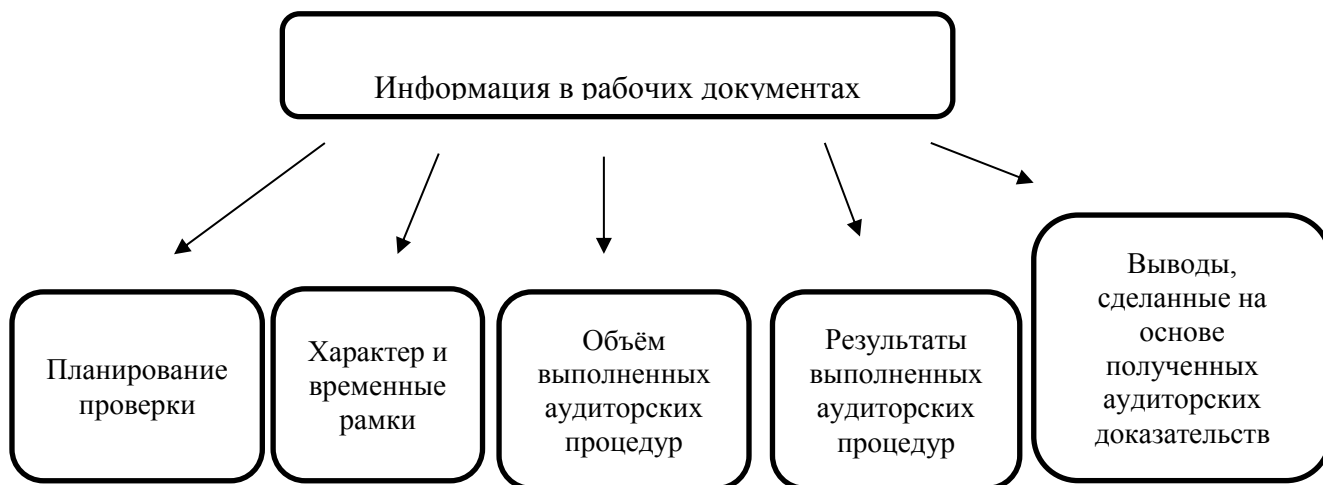 Информация в рабочих документах
Планирование
проверки
Характер и
временные
рамки
Объём
выполненных
аудиторских
процедур
Результаты
выполненных
аудиторских
процедур
Выводы,
сделанные на
основе
полученных
аудиторских
доказательств